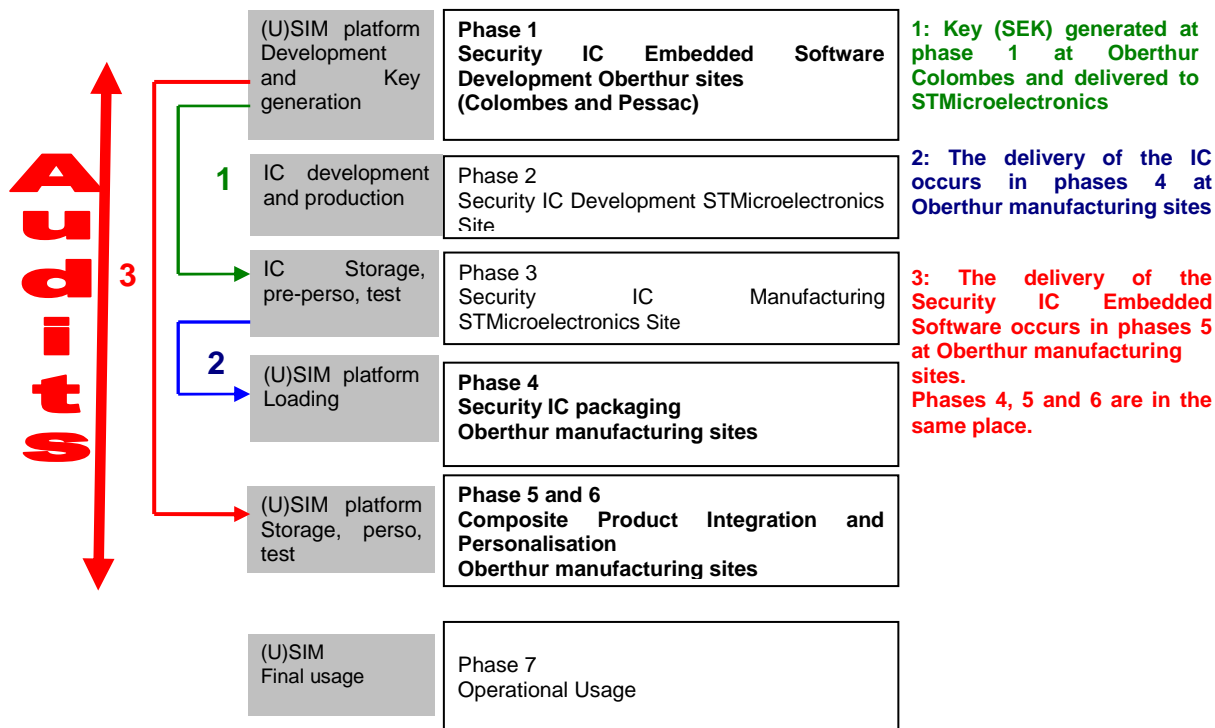 Audits
(U)SIM platform
Development
and Key
generation
Phase 1
Security IC Embedded Software
Development Oberthur sites
(Colombes and Pessac)
1: Key (SEK) generated at
phase 1 at Oberthur
Colombes and delivered to
STMicroelectronics
1
IC development
and production
Phase 2
Security IC Development STMicroelectronics
Site
2: The delivery of the IC
occurs in phases 4 at
Oberthur manufacturing sites
3
IC Storage,
pre-perso, test
Phase 3
Security IC Manufacturing
STMicroelectronics Site
3: The delivery of the
Security IC Embedded
Software occurs in phases 5
at Oberthur manufacturing
sites.
Phases 4, 5 and 6 are in the
same place.
2
(U)SIM platform
Loading
Phase 4
Security IC packaging
Oberthur manufacturing sites
(U)SIM platform
Storage, perso,
test
Phase 5 and 6
Composite Product Integration and
Personalisation
Oberthur manufacturing sites
(U)SIM
Final usage
Phase 7
Operational Usage